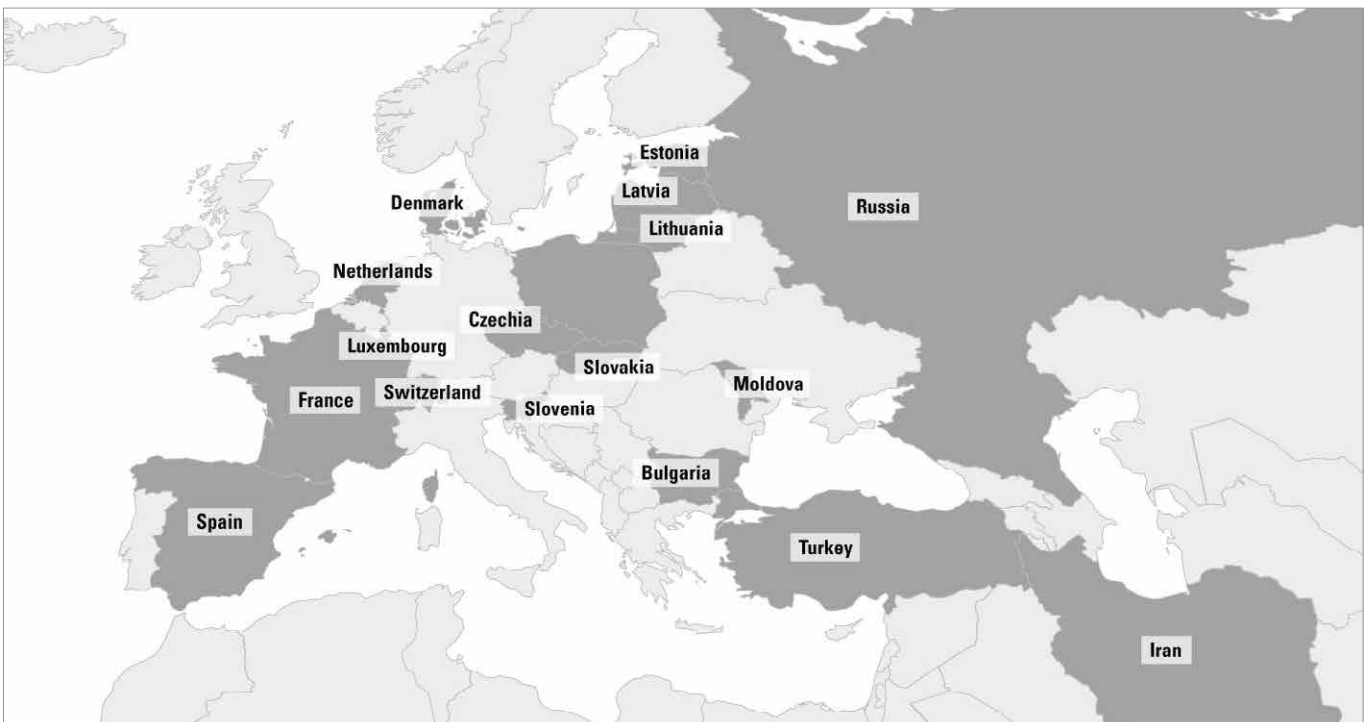 Estonia
Latvia
Denmark
Russia
Lithuania
Netherlands
Czechia
Luxembourg
Slovakia
Switzerland
Moldova
France
Slovenia
Bulgaria
Spain
Turkey
Iran